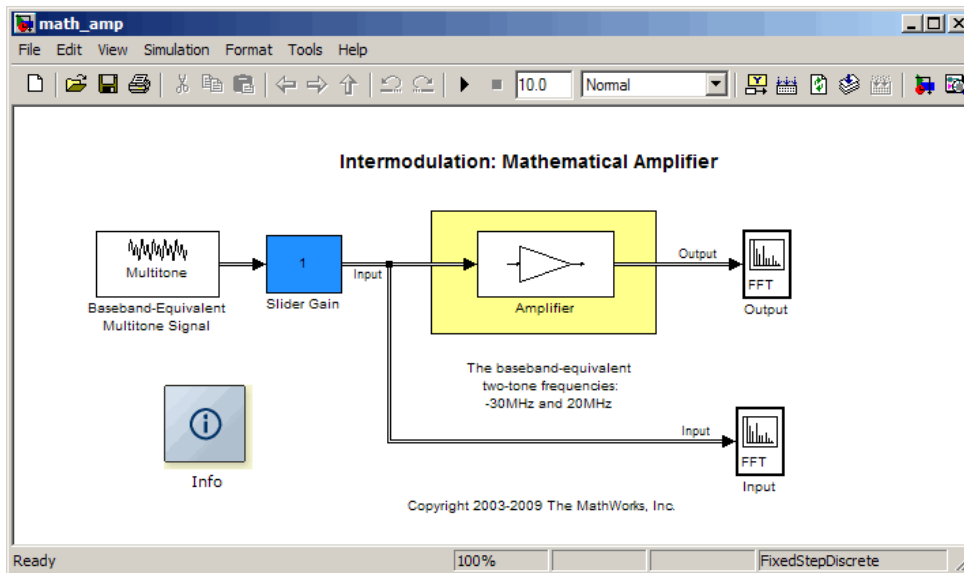 math_amp
File Edit View Simulation Format Tools Help
10.0 Normal
Intermodulation: Mathematical Amplifier
Multitone
Baseband-Equivalent
Multitone Signal
1
Slider Gain
Input
Amplifier
Output
FFT
Output
The baseband-equivalent
two-tone frequencies:
-30MHz and 20MHz
Input
FFT
Input
Info
Copyright 2003-2009 The MathWorks, Inc.
Ready 100% FixedStepDiscrete